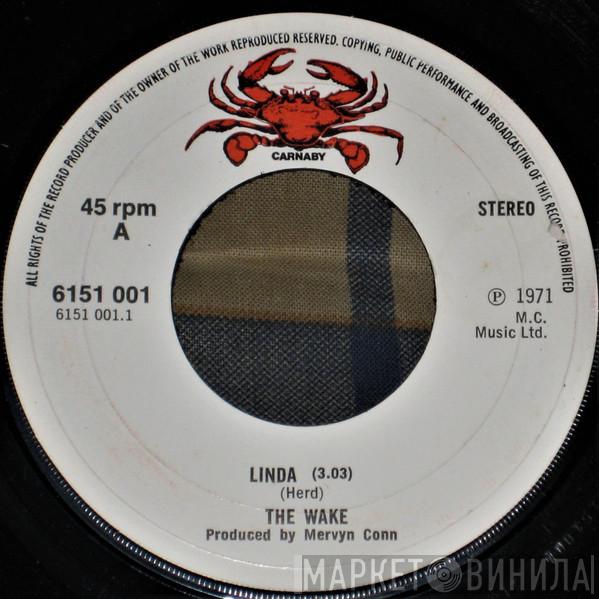 ALL RIGHTS OF THE RECORD PRODUCER AND OF THE OWNER OF THE WORK REPRODUCED RESERVED. COPYING, PUBLIC PERFORMANCE AND BROADCASTING OF THIS RECORD PROHIBITED
CARNABY
45 rpm
A
STEREO
6151 001
6151 001.1
℗ 1971
M.C.
Music Ltd.
LINDA (3.03)
(Herd)
THE WAKE
Produced by Mervyn Conn
МАРКЕТ ВИНИЛА